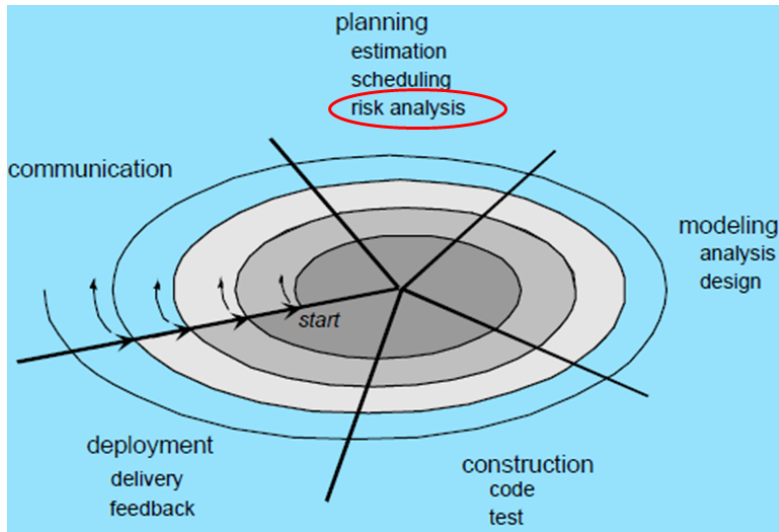 planning
estimation
scheduling
risk analysis
communication
modeling
analysis
design
start
deployment
delivery
feedback
construction
code
test